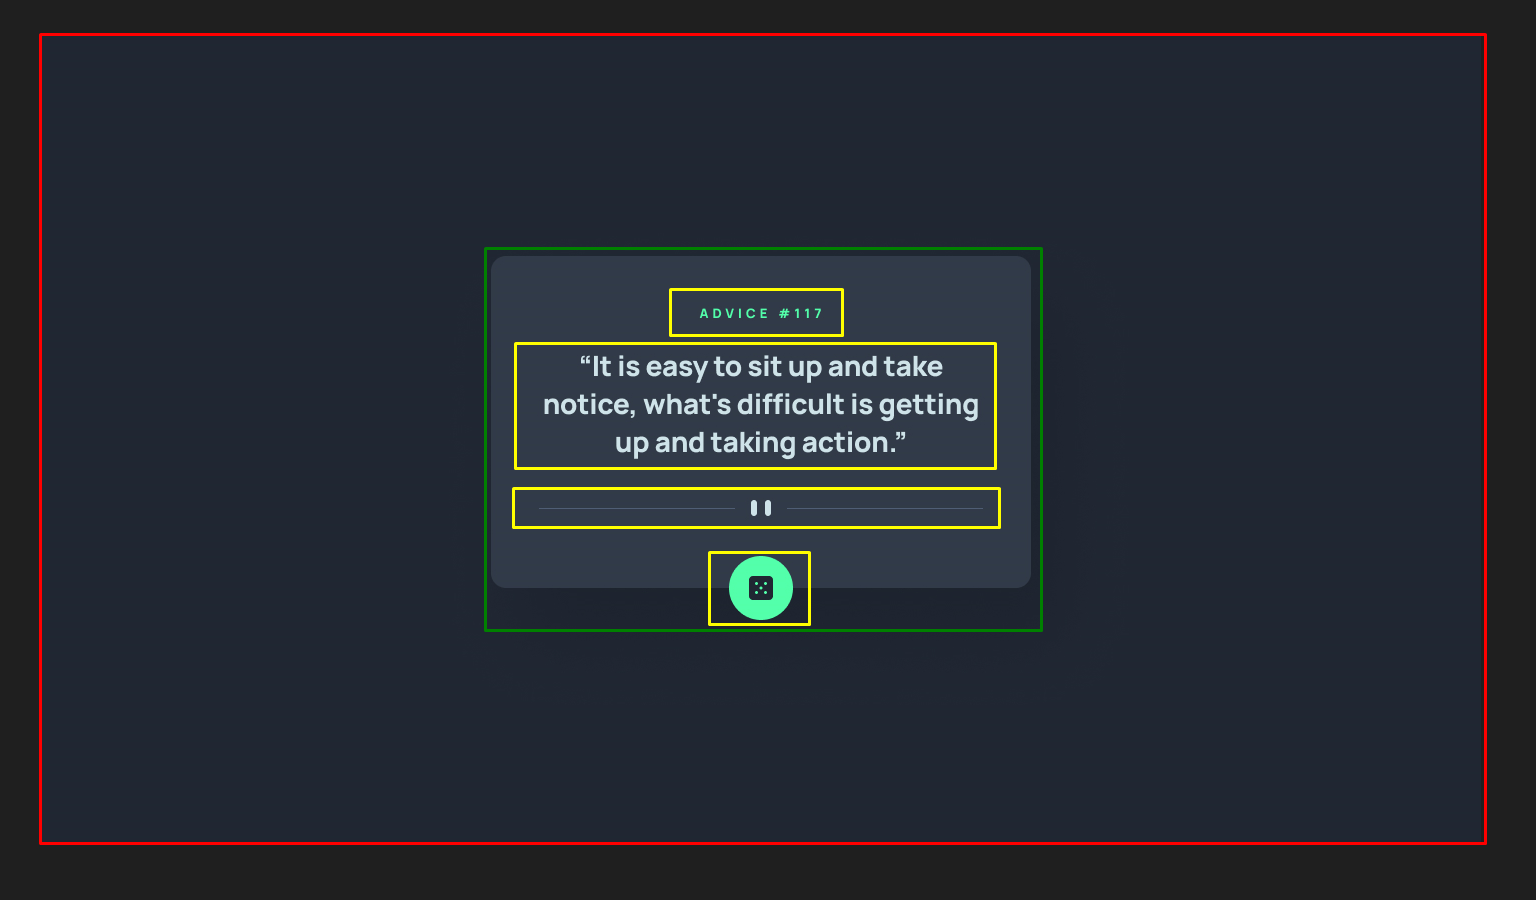 ADVICE #117
“It is easy to sit up and take
notice, what's difficult is getting
up and taking action.”